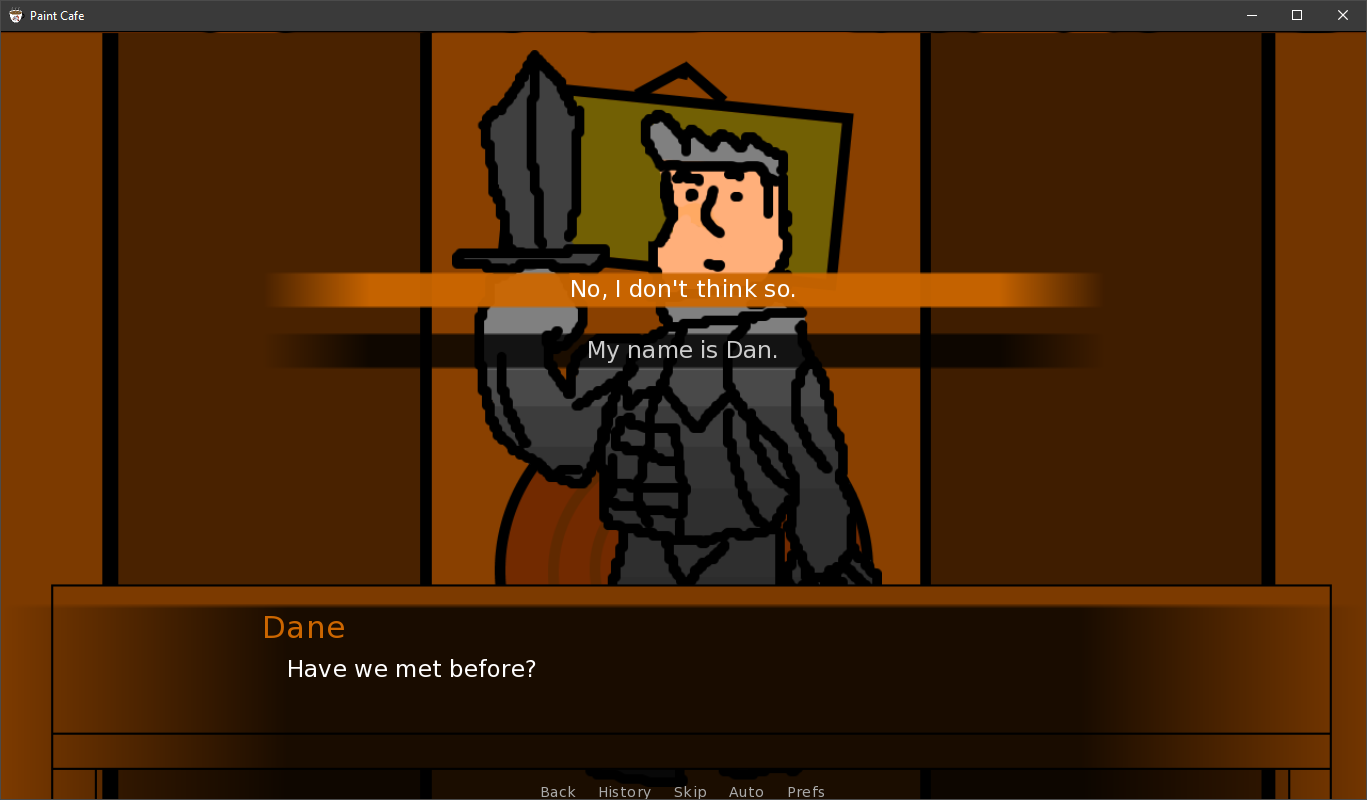 Paint Cafe
No, I don't think so.
My name is Dan.
Dane
Have we met before?
Back History Skip Auto Prefs